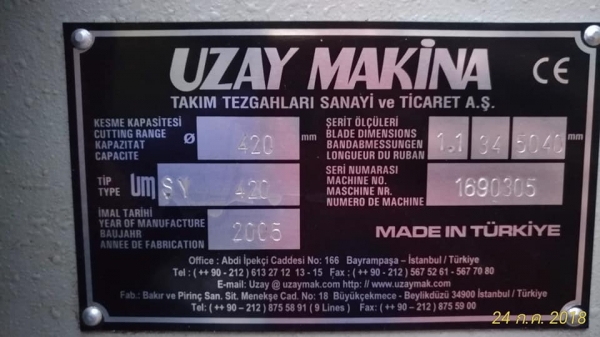 UZAY MAKİNA
CE
TAKIM TEZGAHLARI SANAYİ ve TİCARET A.Ş.
KESME KAPASİTESİ
CUTTING RANGE
KAPAZITAT
CAPACITE
Ø 420 mm
ŞERİT ÖLÇÜLERİ
BLADE DIMENSIONS
BANDABMESSUNGEN
LONGUEUR DU RUBAN
1.1 34 5040 mm
TİP
TYPE
um SY 420
SERİ NUMARASI
MACHINE NO.
MASCHINE NR.
NUMERO DE MACHINE
1690305
İMAL TARİHİ
YEAR OF MANUFACTURE
BAUJAHR
ANNEE DE FABRICATION
2005
MADE IN TÜRKİYE
Office : Abdi İpekçi Caddesi No: 166 Bayrampaşa – İstanbul / Türkiye
Tel : ( ++ 90 - 212 ) 613 27 12 13 - 15 Fax : ( ++ 90 - 212 ) 567 52 61 - 567 70 80
E-mail: Uzay @ uzaymak.com http: // www.uzaymak.com
Fab.: Bakır ve Pirinç San. Sit. Menekşe Cad. No: 18 Büyükçekmece - Beylikdüzü 34900 İstanbul / Türkiye
Tel: ( ++ 90 – 212 ) 875 58 91 ( 9 Lines ) Fax: ( ++ 90 – 212 ) 875 59 00
24 ก.ค. 2018